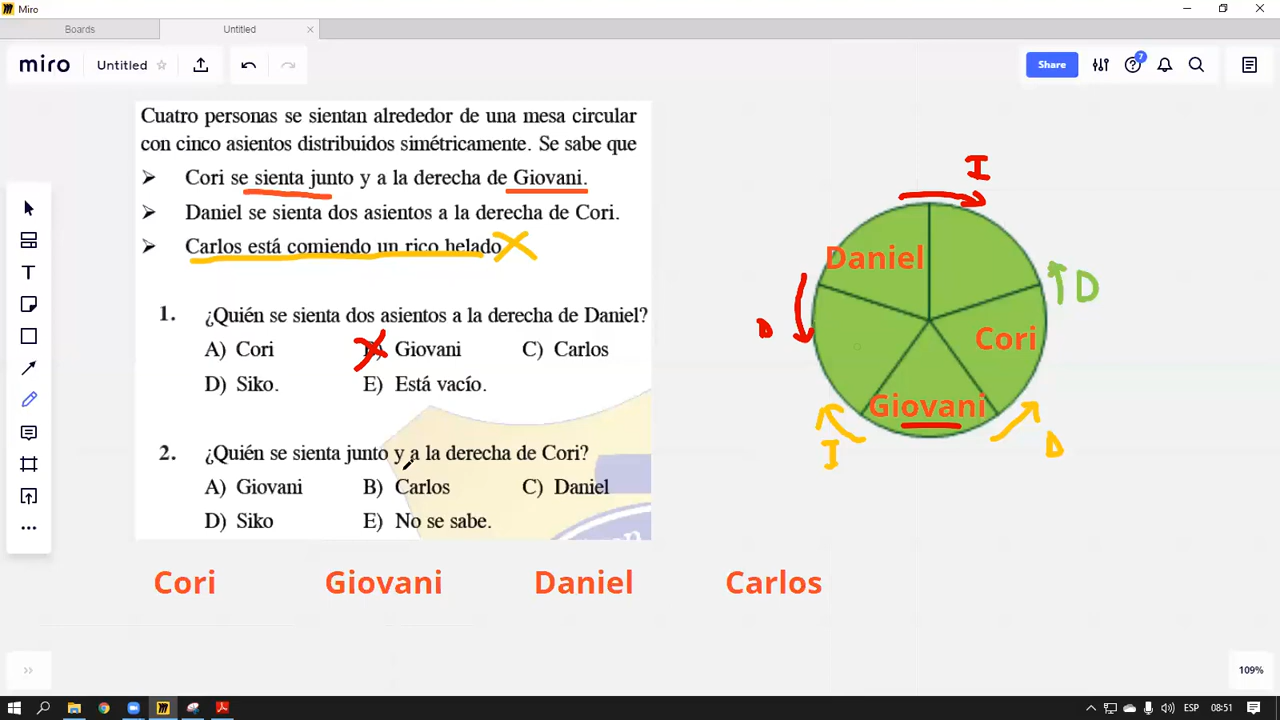 Miro
Boards
Untitled
miro
Untitled
Share
7
Cuatro personas se sientan alrededor de una mesa circular
con cinco asientos distribuidos simétricamente. Se sabe que
Cori se sienta junto y a la derecha de Giovani.
Daniel se sienta dos asientos a la derecha de Cori.
Carlos está comiendo un rico helado
1. ¿Quién se sienta dos asientos a la derecha de Daniel?
A) Cori B) Giovani C) Carlos
D) Siko. E) Está vacío.
2. ¿Quién se sienta junto y a la derecha de Cori?
A) Giovani B) Carlos C) Daniel
D) Siko E) No se sabe.
Cori Giovani Daniel Carlos
I
Daniel
D
D
Cori
Giovani
I
D
109%
ESP
08:51